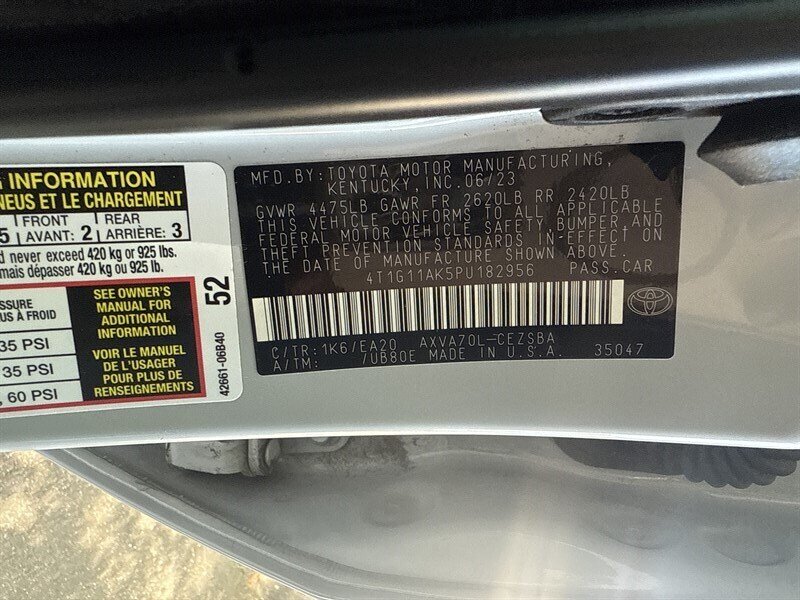 INFORMATION
NEUS ET LE CHARGEMENT
5 FRONT AVANT: 2 REAR ARRIÈRE: 3
never exceed 420 kg or 925 lbs.
mais dépasser 420 kg ou 925 lb.
SSURE
US À FROID
35 PSI
35 PSI
, 60 PSI
SEE OWNER'S
MANUAL FOR
ADDITIONAL
INFORMATION
VOIR LE MANUEL
DE L'USAGER
POUR PLUS DE
RENSEIGNEMENTS
52
42661-06B40
MFD. BY: TOYOTA MOTOR MANUFACTURING,
KENTUCKY, INC. 06/23
GVWR 4475LB GAWR FR 2620LB RR 2420LB
THIS VEHICLE CONFORMS TO ALL APPLICABLE
FEDERAL MOTOR VEHICLE SAFETY, BUMPER, AND
THEFT PREVENTION STANDARDS IN-EFFECT ON
THE DATE OF MANUFACTURE SHOWN ABOVE.
4T1G11AK5PU182956 PASS. CAR
C/TR: 1K6/EA20 AXVA70L-CEZSBA
A/TM: /UB80E MADE IN U.S.A. 35047